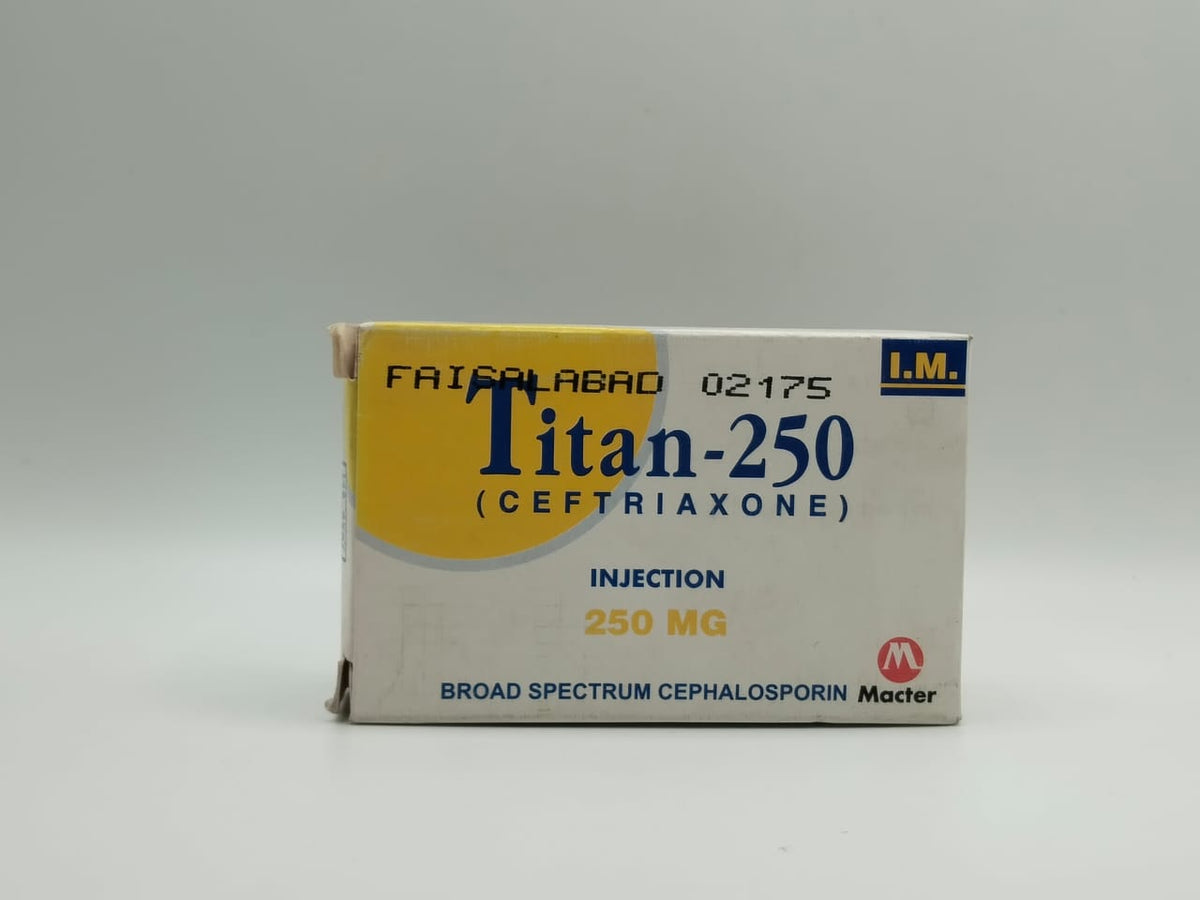 FAISALABAD 02175
I.M.
Titan-250
(CEFTRIAXONE)
INJECTION
250 MG
BROAD SPECTRUM CEPHALOSPORIN
M
Macter